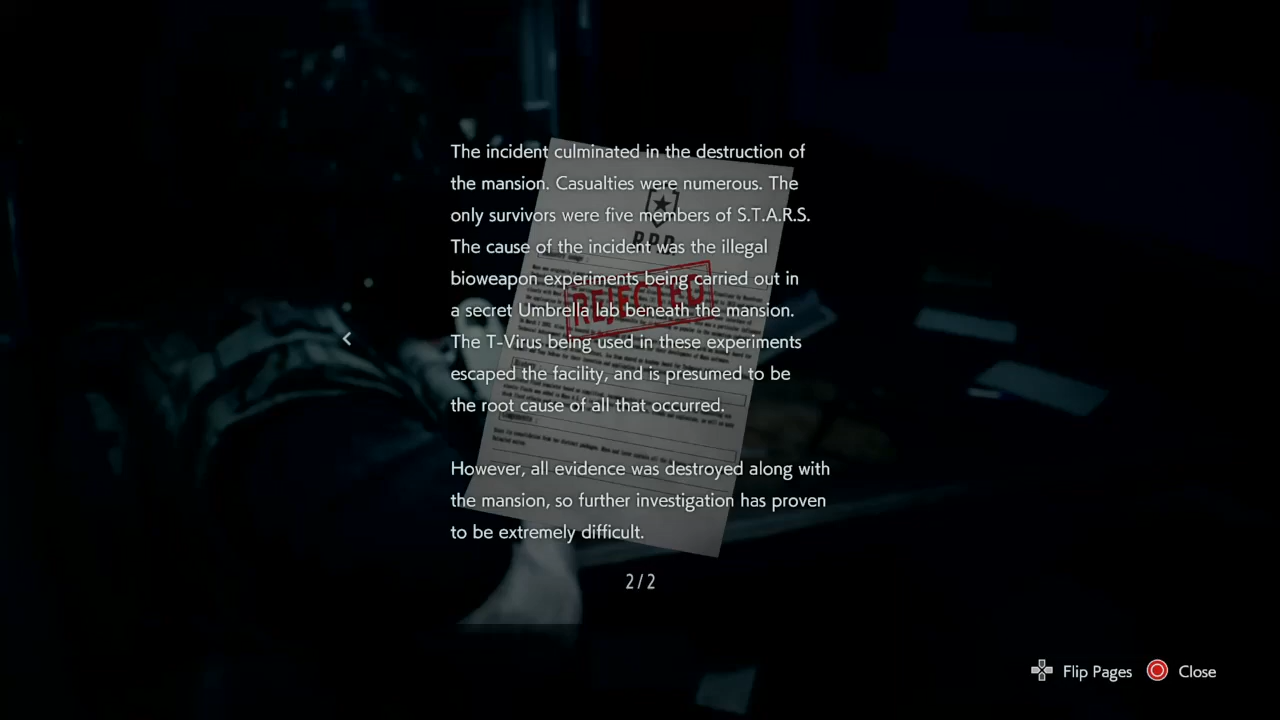 The incident culminated in the destruction of
the mansion. Casualties were numerous. The
only survivors were five members of S.T.A.R.S.
The cause of the incident was the illegal
bioweapon experiments being carried out in
a secret Umbrella lab beneath the mansion.
The T-Virus being used in these experiments
escaped the facility, and is presumed to be
the root cause of all that occurred.
However, all evidence was destroyed along with
the mansion, so further investigation has proven
to be extremely difficult.
2/2
R.P.D.
REJECTED
Flip Pages
Close